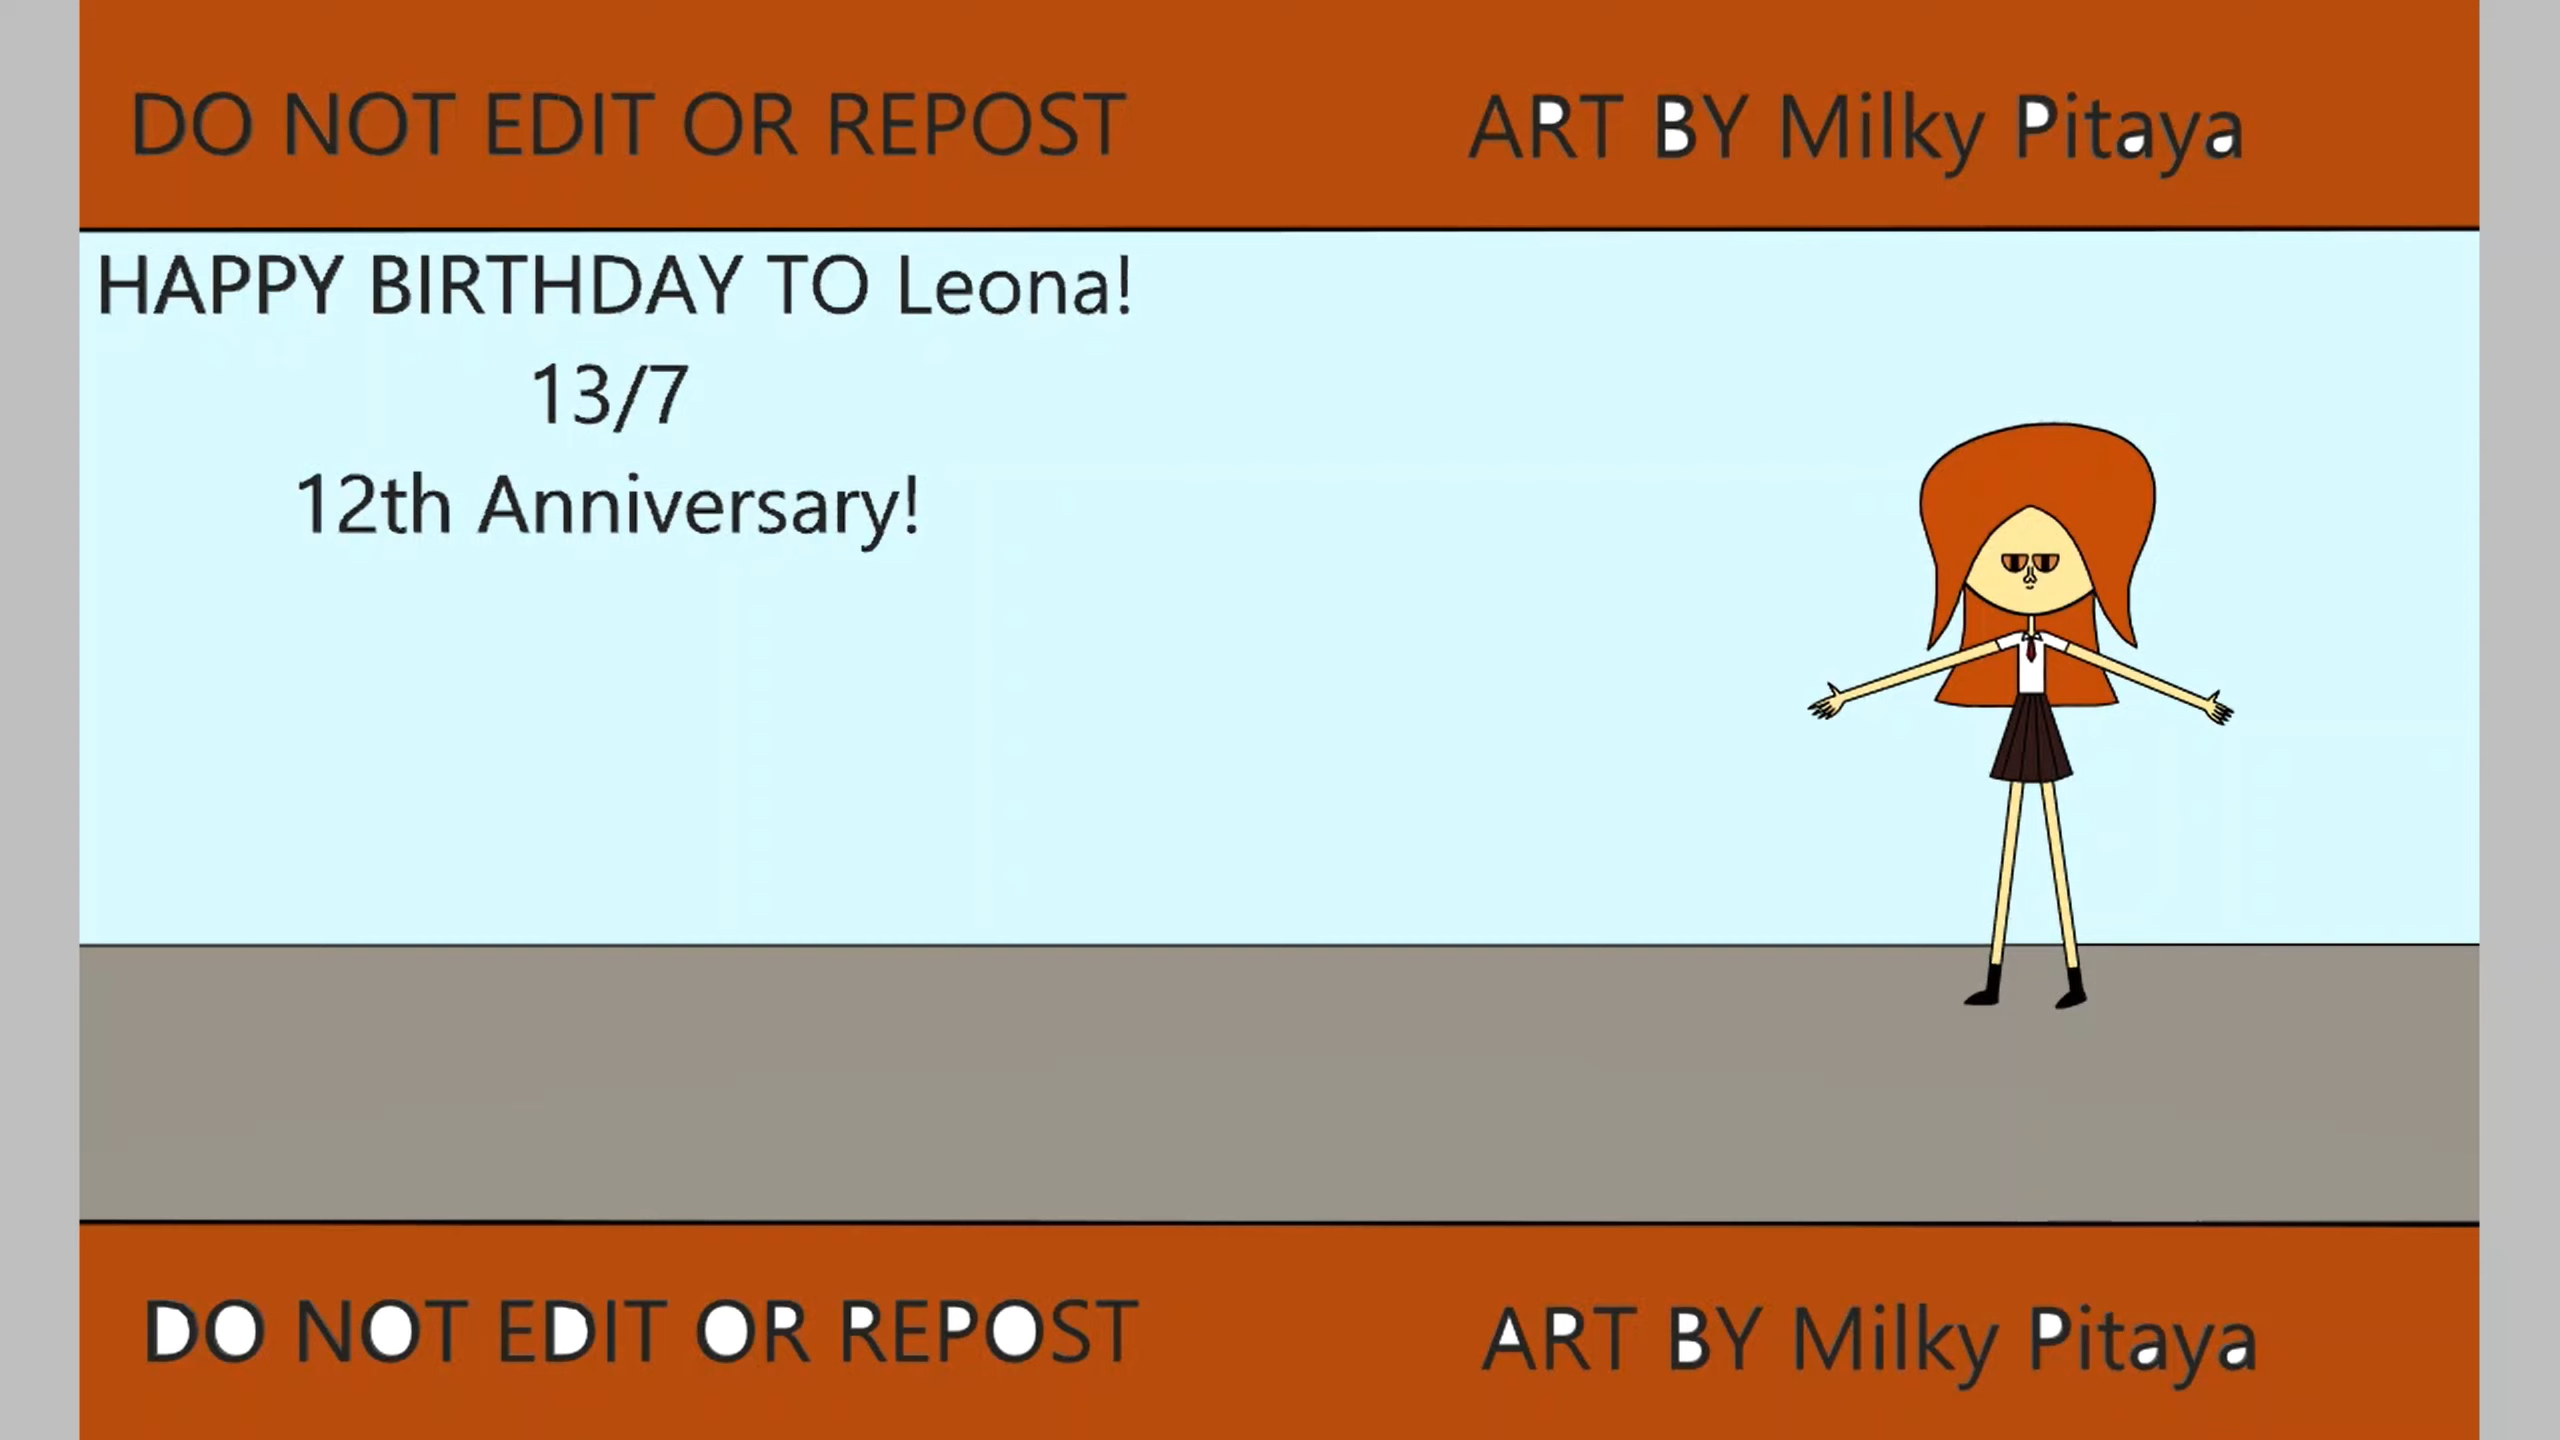 DO NOT EDIT OR REPOST
ART BY Milky Pitaya
HAPPY BIRTHDAY TO Leona!
13/7
12th Anniversary!
DO NOT EDIT OR REPOST
ART BY Milky Pitaya